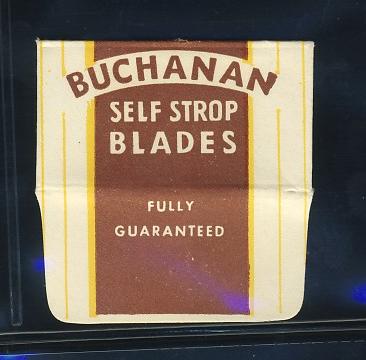 BUCHANAN
SELF STROP
BLADES
FULLY
GUARANTEED